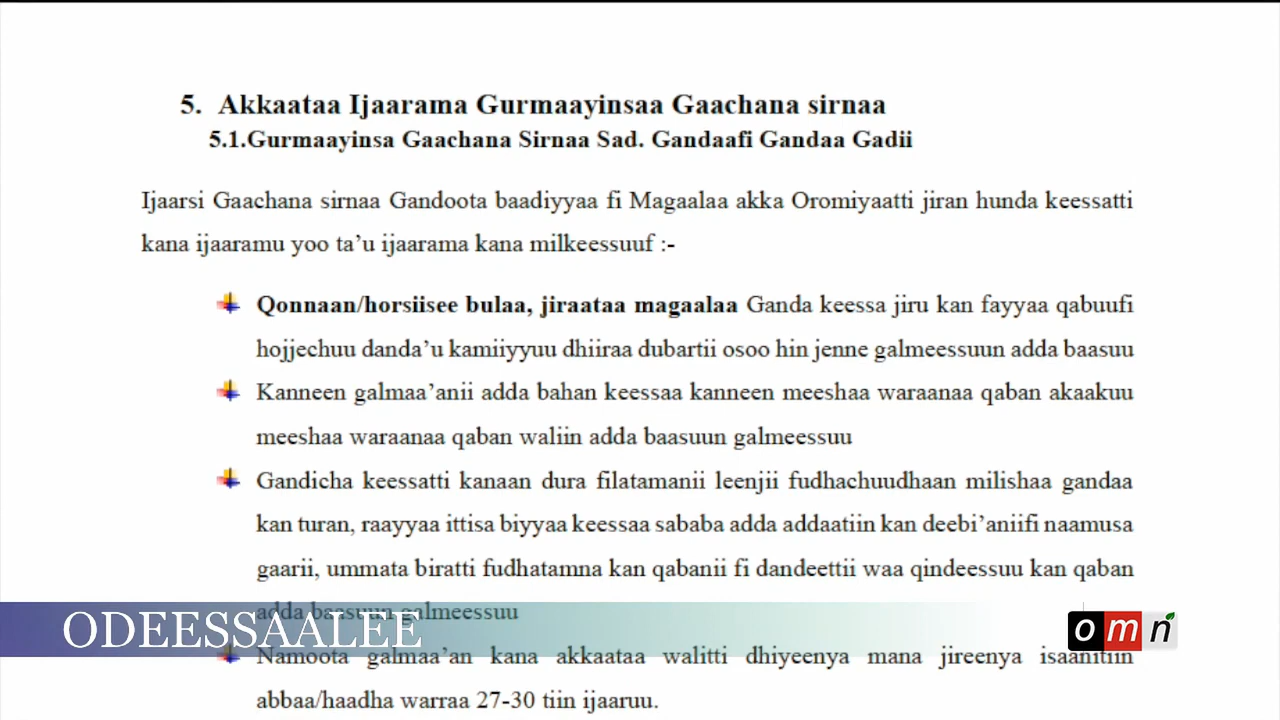 5. Akkaataa Ijaarama Gurmaayinsaa Gaachana sirnaa
5.1.Gurmaayinsa Gaachana Sirnaa Sad. Gandaafi Gandaa Gadii
Ijaarsi Gaachana sirnaa Gandoota baadiyyaa fi Magaalaa akka Oromiyaatti jiran hunda keessatti
kana ijaaramu yoo ta’u ijaarama kana milkeessuuf :-
Qonnaan/horsiisee bulaa, jiraataa magaalaa Ganda keessa jiru kan fayyaa qabuufi
hojjechuu danda’u kamiiyyuu dhiiraa dubartii osoo hin jenne galmeessuun adda baasuu
Kanneen galmaa’anii adda bahan keessaa kanneen meeshaa waraanaa qaban akaakuu
meeshaa waraanaa qaban waliin adda baasuun galmeessuu
Gandicha keessatti kanaan dura filatamanii leenjii fudhachuudhaan milishaa gandaa
kan turan, raayyaa ittisa biyyaa keessaa sababa adda addaatiin kan deebi’aniifi naamusa
gaarii, ummata biratti fudhatamna kan qabanii fi dandeettii waa qindeessuu kan qaban
adda baasuun galmeessuu
ODEESSAALEE
omn
Namoota galmaa’an kana akkaataa walitti dhiyeenya mana jireenya isaanitiin
abbaa/haadha warraa 27-30 tiin ijaaruu.